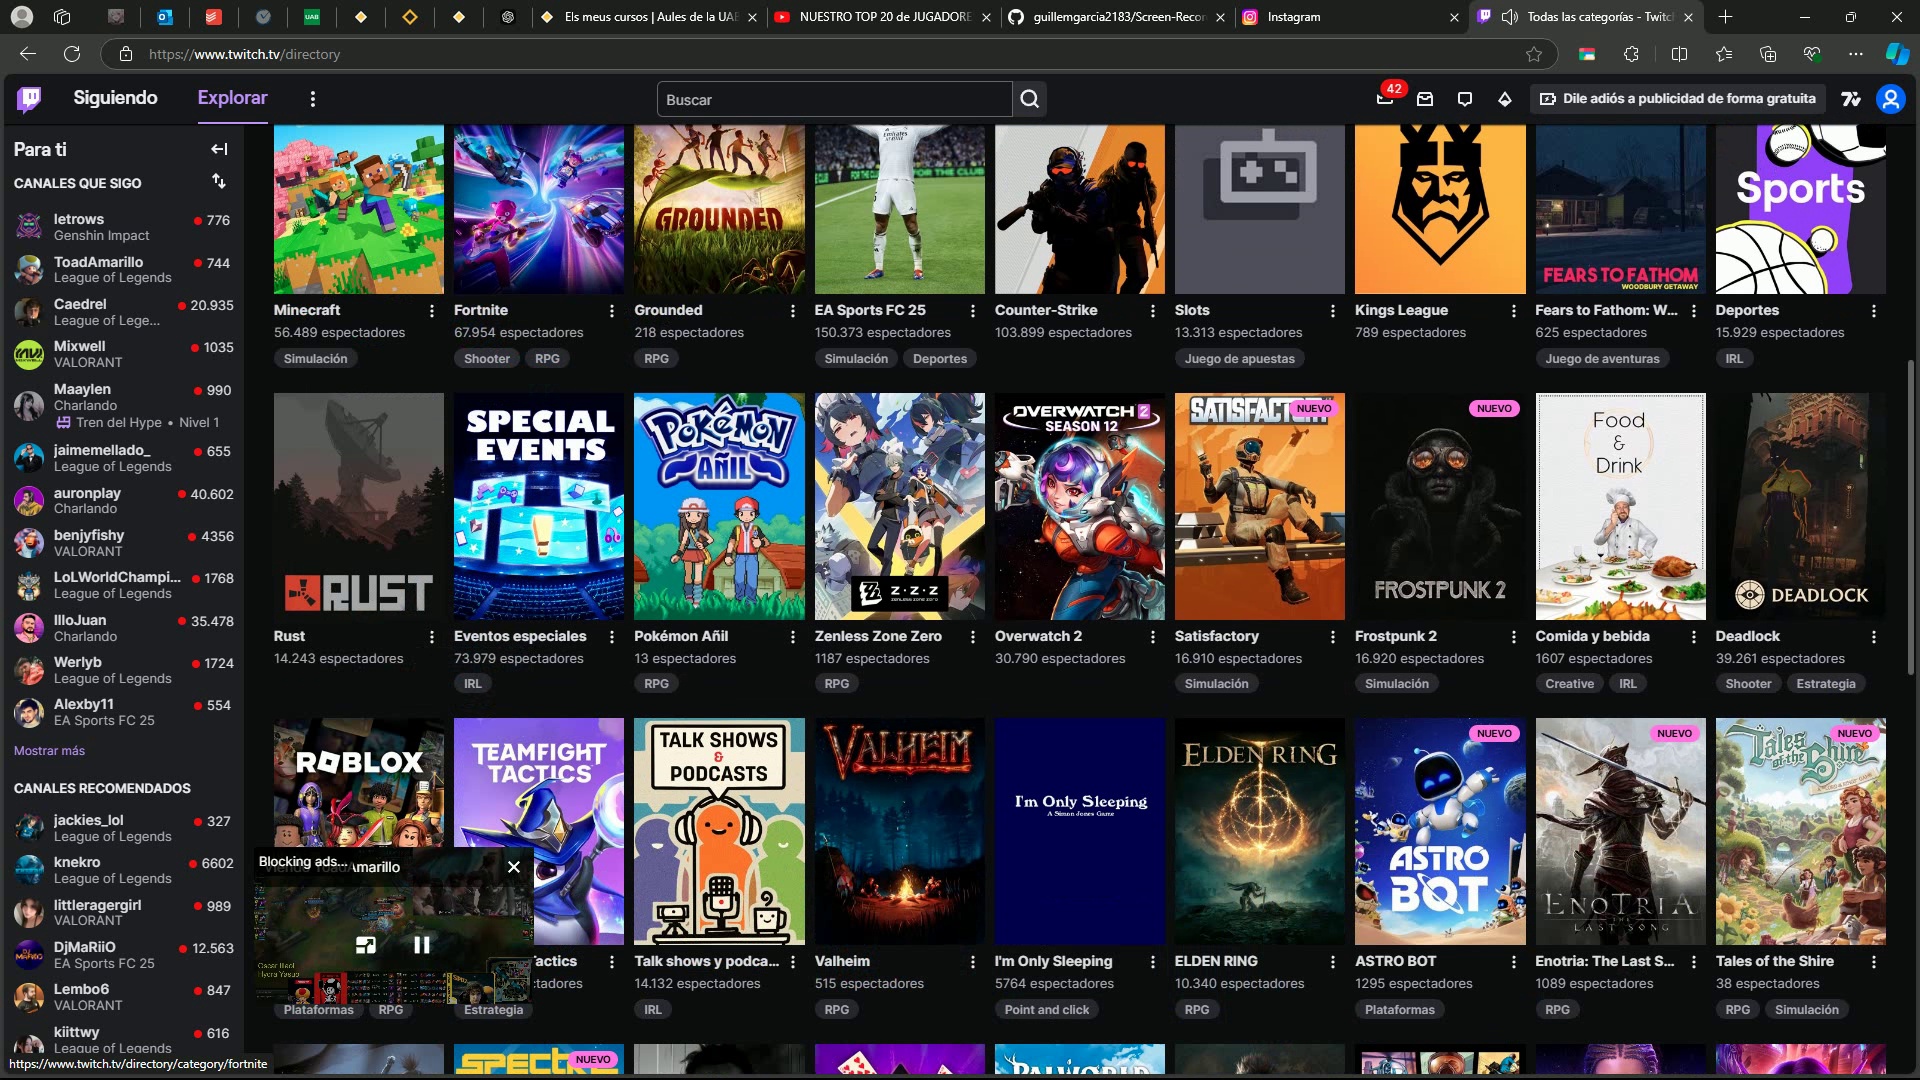 Els meus cursos | Aules de la UAB
NUESTRO TOP 20 de JUGADORE
guillemgarcia2183/Screen-Recor
Instagram
Todas las categorías - Twitch
https://www.twitch.tv/directory
Siguiendo
Explorar
Buscar
42
Dile adiós a publicidad de forma gratuita
Para ti
CANALES QUE SIGO
letrows
776
Genshin Impact
ToadAmarillo
744
League of Legends
Caedrel
20.935
League of Lege...
Mixwell
1035
VALORANT
Maaylen
990
Charlando
Tren del Hype • Nivel 1
jaimemellado_
655
League of Legends
auronplay
40.602
Charlando
benjyfishy
4356
VALORANT
LoLWorldChampi...
1768
League of Legends
IlloJuan
35.478
Charlando
Werlyb
1724
League of Legends
Alexby11
554
EA Sports FC 25
Mostrar más
CANALES RECOMENDADOS
jackies_lol
327
League of Legends
knekro
6602
League of Legends
littleragergirl
989
VALORANT
DjMaRiiO
12.563
EA Sports FC 25
Lembo6
847
VALORANT
kiittwy
616
League of Legends
https://www.twitch.tv/directory/category/fortnite
GROUNDED
FEARS TO FATHOM
WOODBURY GETAWAY
Sports
Minecraft
56.489 espectadores
Simulación
Fortnite
67.954 espectadores
Shooter
RPG
Grounded
218 espectadores
RPG
EA Sports FC 25
150.373 espectadores
Simulación
Deportes
Counter-Strike
103.899 espectadores
Slots
13.313 espectadores
Juego de apuestas
Kings League
789 espectadores
Fears to Fathom: W...
625 espectadores
Juego de aventuras
Deportes
15.929 espectadores
IRL
RUST
SPECIAL
EVENTS
POKéMON
AÑIL
Z·Z·Z
ZENLESS ZONE ZERO
OVERWATCH 2
SEASON 12
SATISFACTORY
NUEVO
NUEVO
FROSTPUNK 2
Food
&
Drink
DEADLOCK
Rust
14.243 espectadores
Eventos especiales
73.979 espectadores
IRL
Pokémon Añil
13 espectadores
RPG
Zenless Zone Zero
1187 espectadores
RPG
Overwatch 2
30.790 espectadores
Satisfactory
16.910 espectadores
Simulación
Frostpunk 2
16.920 espectadores
Simulación
Comida y bebida
1607 espectadores
Creative
IRL
Deadlock
39.261 espectadores
Shooter
Estrategia
ROBLOX
TEAMFIGHT
TACTICS
TALK SHOWS
&
PODCASTS
VALHEIM
I'm Only Sleeping
A Simon Jones Game
ELDEN RING
NUEVO
ASTRO
BOT
NUEVO
ENOTRIA
THE LAST SONG
NUEVO
Tales
of the Shire
Blocking ads...
Viendo ToadAmarillo
Plataformas
RPG
Tactics
tadores
Estrategia
Talk shows y podca...
14.132 espectadores
IRL
Valheim
515 espectadores
RPG
I'm Only Sleeping
5764 espectadores
Point and click
ELDEN RING
10.340 espectadores
RPG
ASTRO BOT
1295 espectadores
Plataformas
Enotria: The Last S...
1089 espectadores
RPG
Tales of the Shire
38 espectadores
RPG
Simulación
SPECTR
NUEVO
PALWORLD